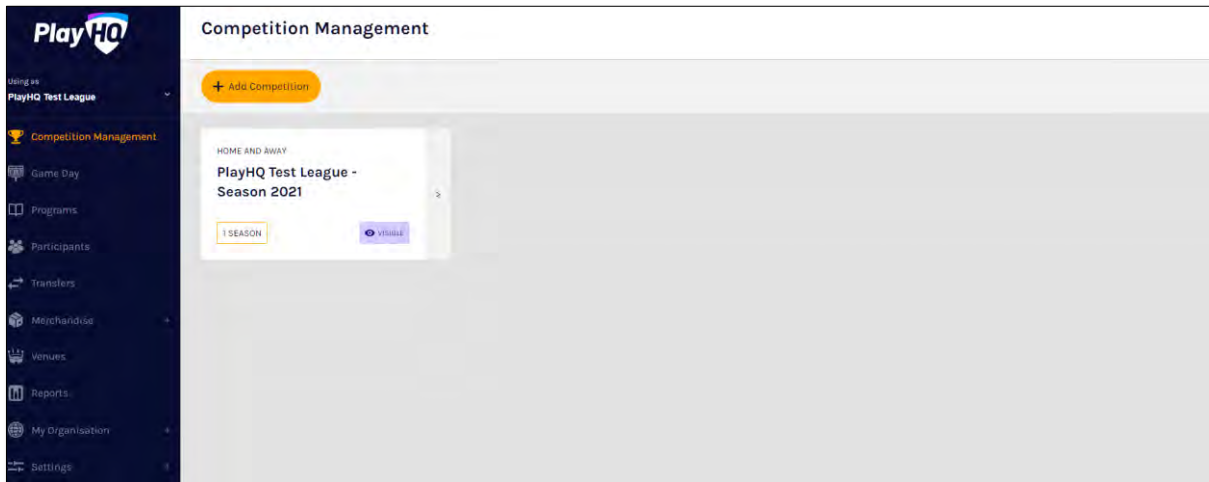 PlayHQ
Using as
PlayHQ Test League
Competition Management
Game Day
Programs
Participants
Transfers
Merchandise +
Venues
Reports
My Organisation +
Settings +
Competition Management
+ Add Competition
HOME AND AWAY
PlayHQ Test League -
Season 2021
1 SEASON
VISIBLE